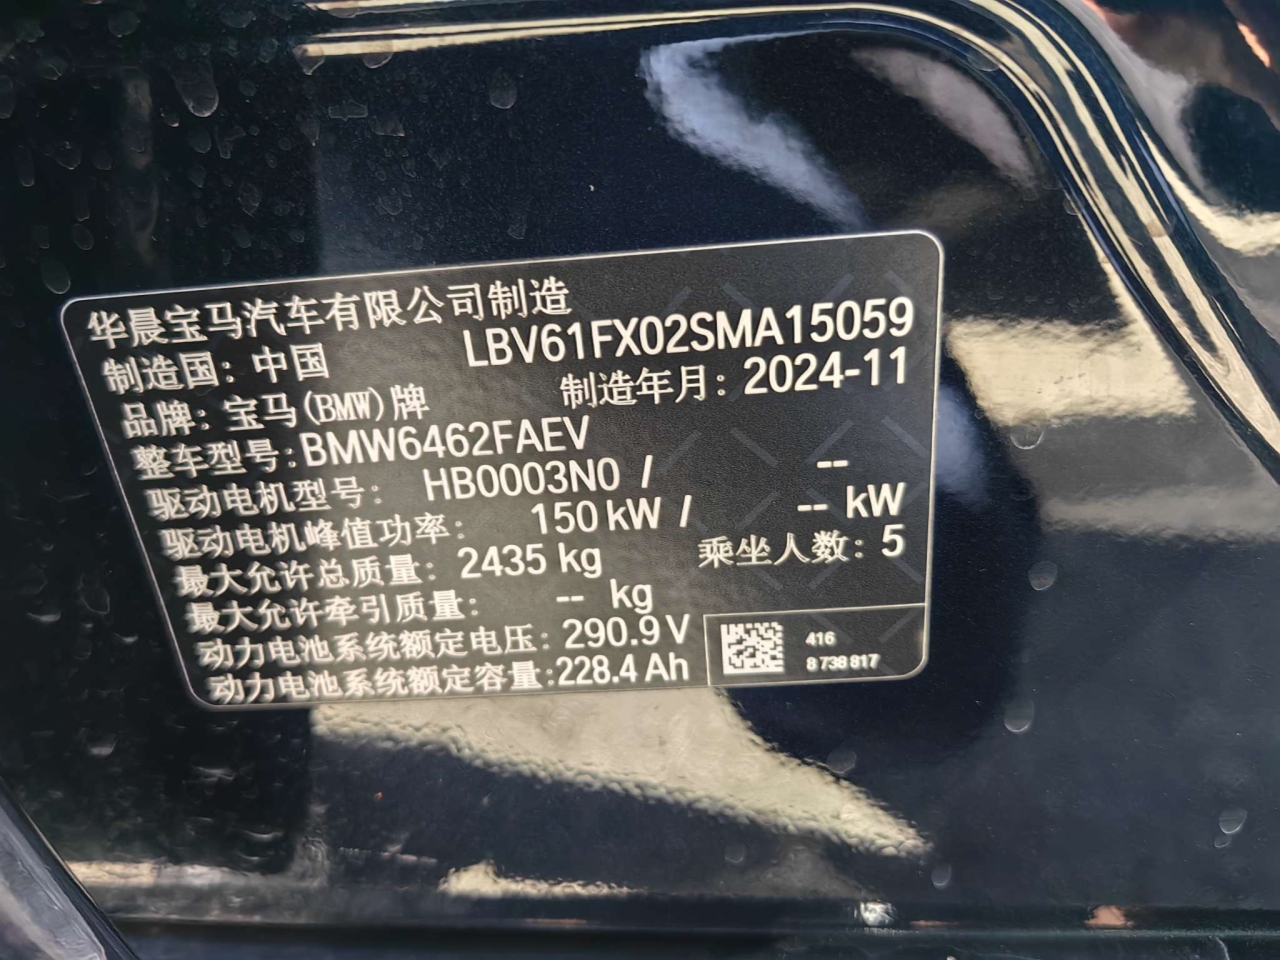 华晨宝马汽车有限公司制造
LBV61FX02SMA15059
制造国：中国
制造年月：2024-11
品牌：宝马(BMW)牌
整车型号：BMW6462FAEV
驱动电机型号： HB0003N0 / --
驱动电机峰值功率： 150 kW / -- kW
最大允许总质量： 2435 kg 乘坐人数：5
最大允许牵引质量： -- kg
动力电池系统额定电压：290.9 V
动力电池系统额定容量：228.4 Ah
416
8 738 817